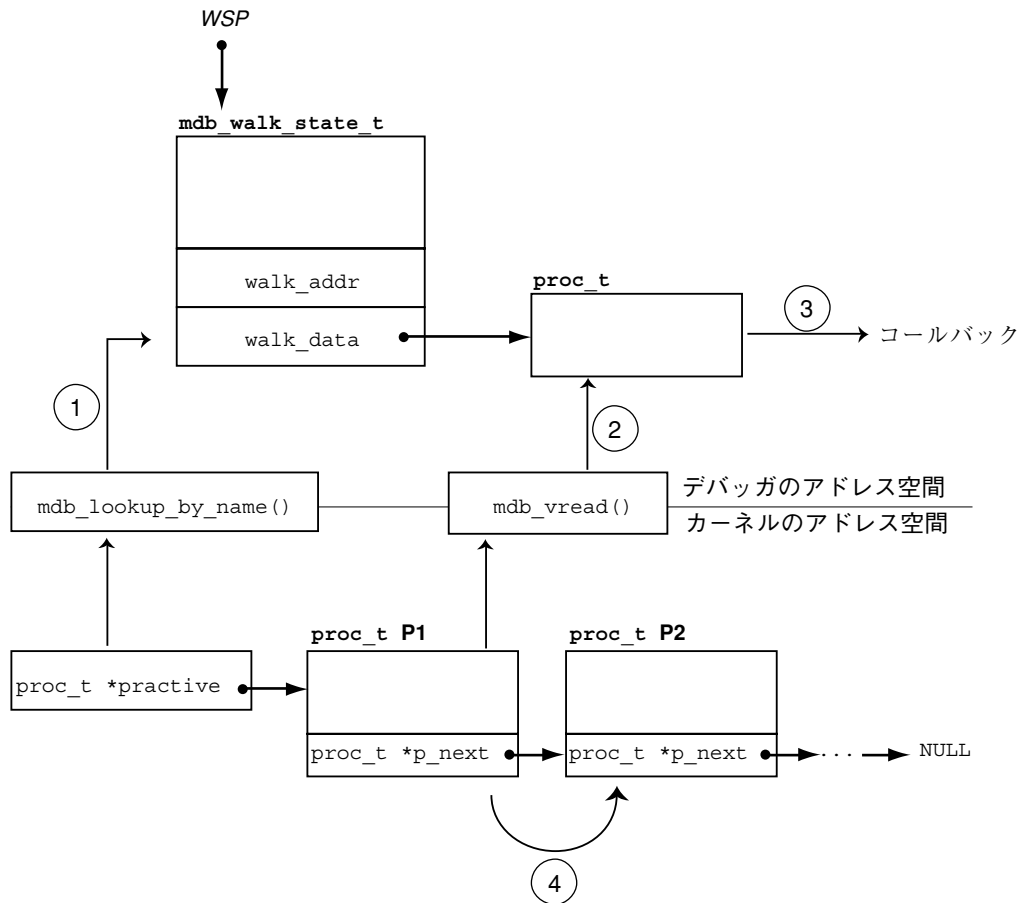 WSP
mdb_walk_state_t
walk_addr
walk_data
proc_t
3
コールバック
1
2
mdb_lookup_by_name()
mdb_vread()
デバッガのアドレス空間
カーネルのアドレス空間
proc_t P1
proc_t P2
proc_t *practive
proc_t *p_next
proc_t *p_next
...
NULL
4